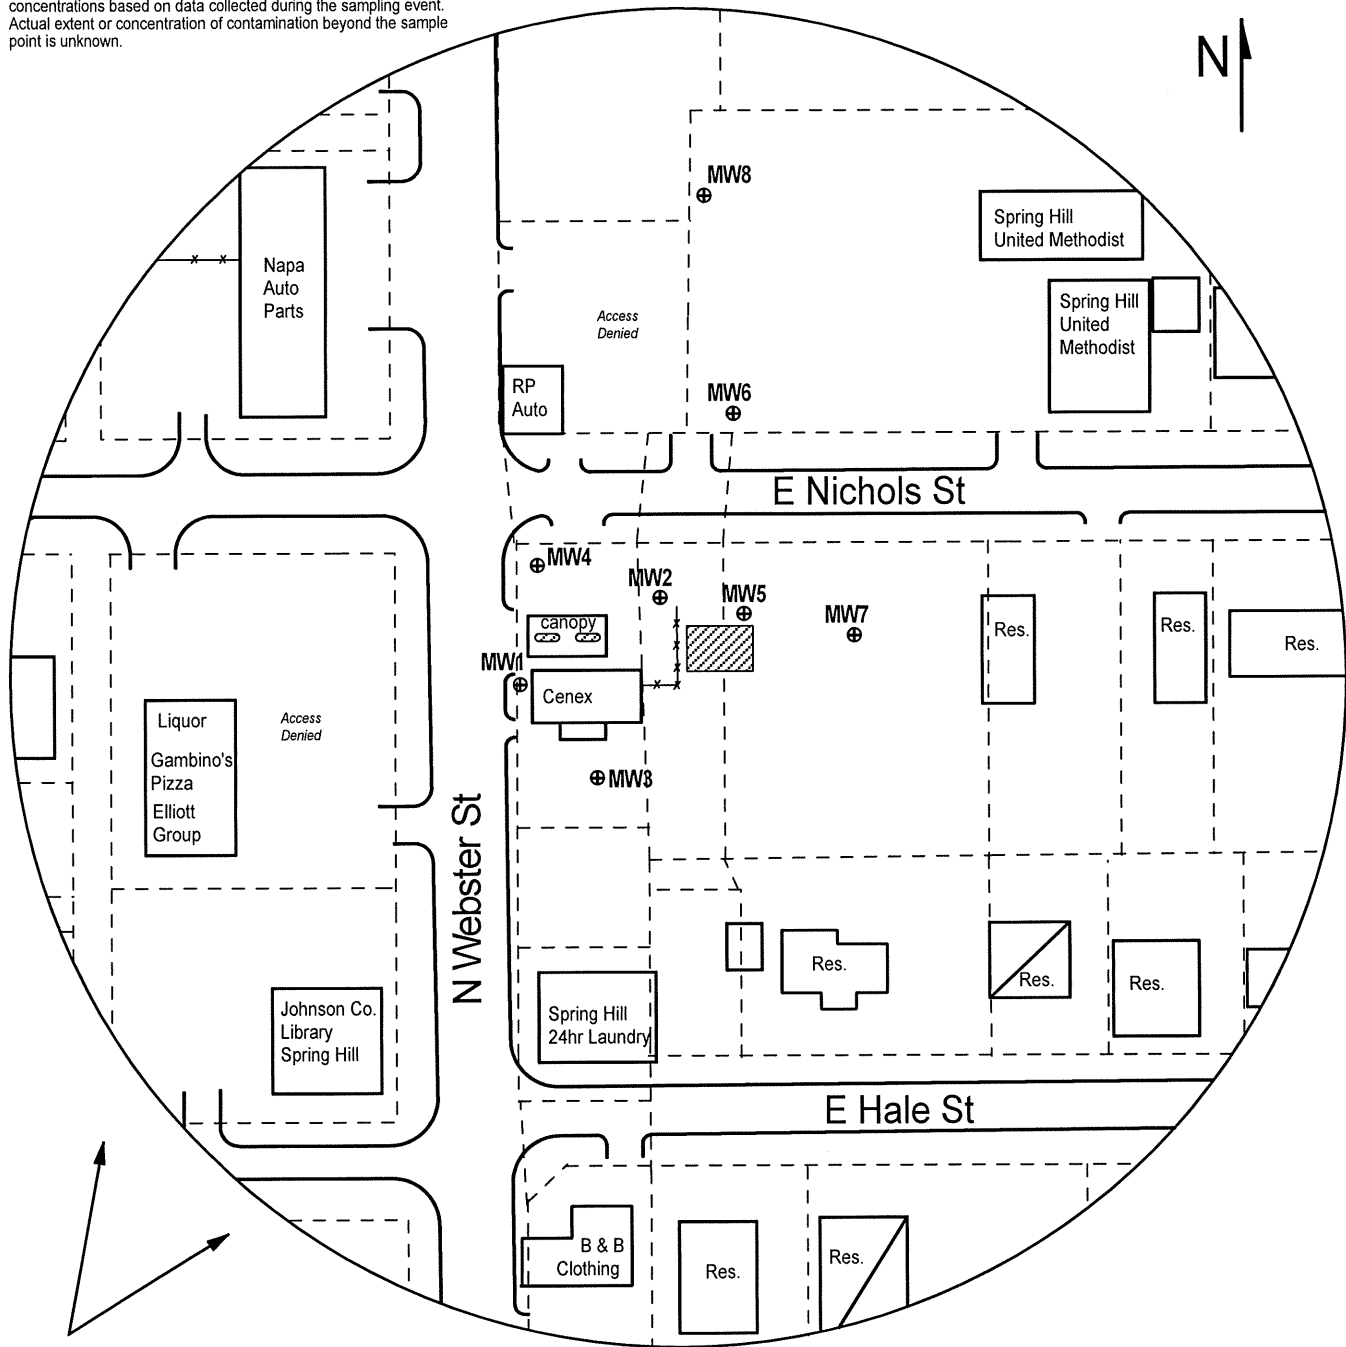 concentrations based on data collected during the sampling event.
Actual extent or concentration of contamination beyond the sample
point is unknown.
N
MW8
Spring Hill
United Methodist
Napa
Auto
Parts
Access
Denied
Spring Hill
United
Methodist
RP
Auto
MW6
E Nichols St
MW4
MW2
MW5
MW7
canopy
Res.
Res.
Res.
MW1
Cenex
Liquor
Gambino's
Pizza
Elliott
Group
Access
Denied
MW3
N Webster St
Res.
Res.
Res.
Johnson Co.
Library
Spring Hill
Spring Hill
24hr Laundry
E Hale St
B & B
Clothing
Res.
Res.